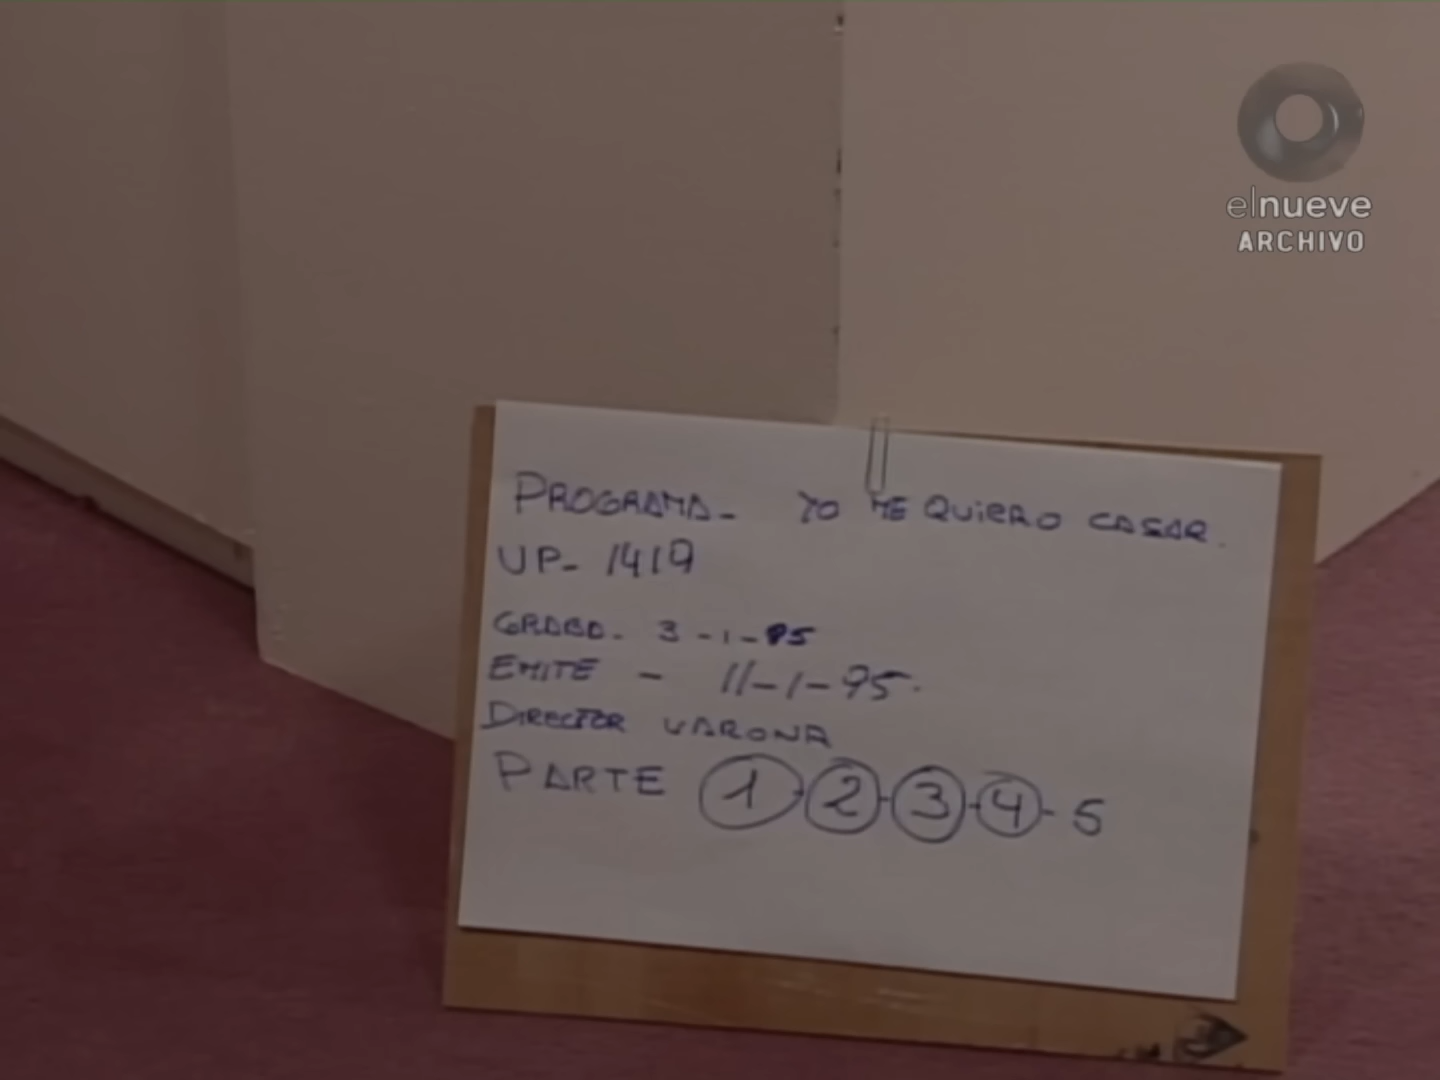 elnueve
ARCHIVO
PROGRAMA- YO ME QUIERO CASAR.
UP- 1419
GRABA- 3-1-95
EMITE - 11-1-95.
DIRECTOR VARONA
PARTE 1-2-3-4-5